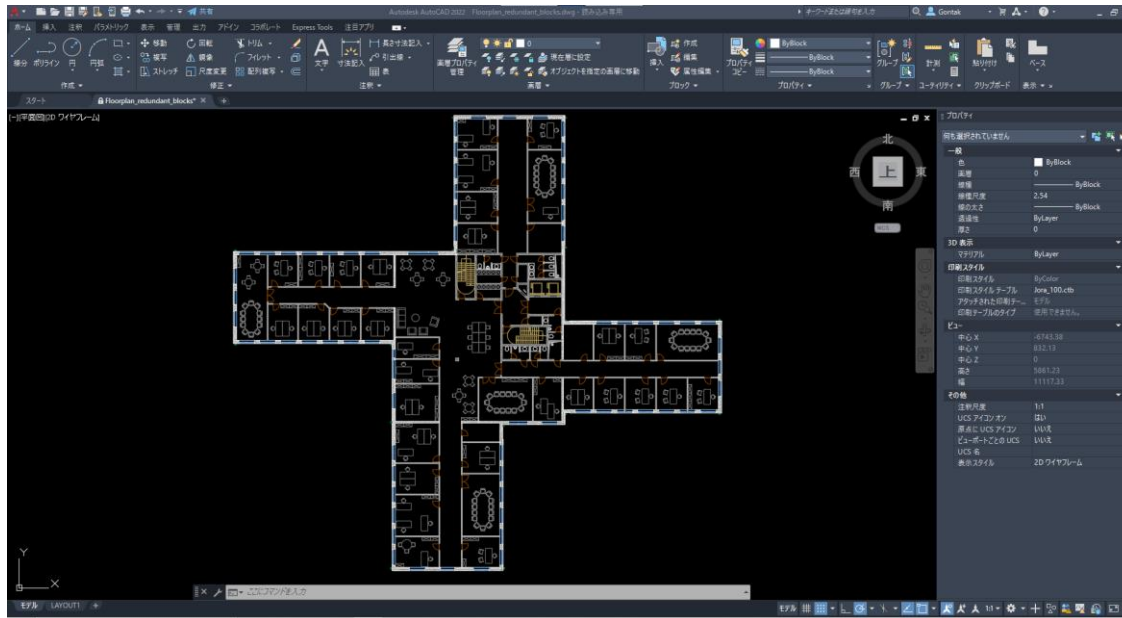 Autodesk AutoCAD 2022 Floorplan_redundant_blocks.dwg - 読み込み専用
共有
キーワードまたは語句を入力
Gontak
ホーム 挿入 注釈 パラメトリック 表示 管理 出力 アドイン コラボレート Express Tools 注目アプリ
線分 ポリライン 円 円弧
移動 回転 トリム
複写 鏡像 フィレット
ストレッチ 尺度変更 配列複写
文字 寸法記入
長さ寸法記入
引出線
表
画層プロパティ管理
0
現在層に設定
オブジェクトを指定の画層に移動
挿入
作成
編集
属性編集
プロパティコピー
ByBlock
ByBlock
ByBlock
グループ
計測
貼り付け
ベース
作成 修正 注釈 画層 ブロック プロパティ グループ ユーティリティ クリップボード 表示
スタート Floorplan_redundant_blocks*
[-][平面図][2D ワイヤフレーム]
北
西 上 東
南
WCS
Y
X
プロパティ
何も選択されていません
一般
色 ByBlock
画層 0
線種 ByBlock
線種尺度 2.54
線の太さ ByBlock
透過性 ByLayer
厚さ 0
3D 表示
マテリアル ByLayer
印刷スタイル
印刷スタイル ByColor
印刷スタイル テーブル Jora_100.ctb
アタッチされた印刷テー... モデル
印刷テーブルのタイプ 使用できません。
ビュー
中心 X -6743.58
中心 Y 832.13
中心 Z 0
高さ 5861.23
幅 11117.33
その他
注釈尺度 1:1
UCS アイコン オン はい
原点に UCS アイコン いいえ
ビューポートごとの UCS いいえ
UCS 名
表示スタイル 2D ワイヤフレーム
ここにコマンドを入力
モデル LAYOUT1
モデル 1:1